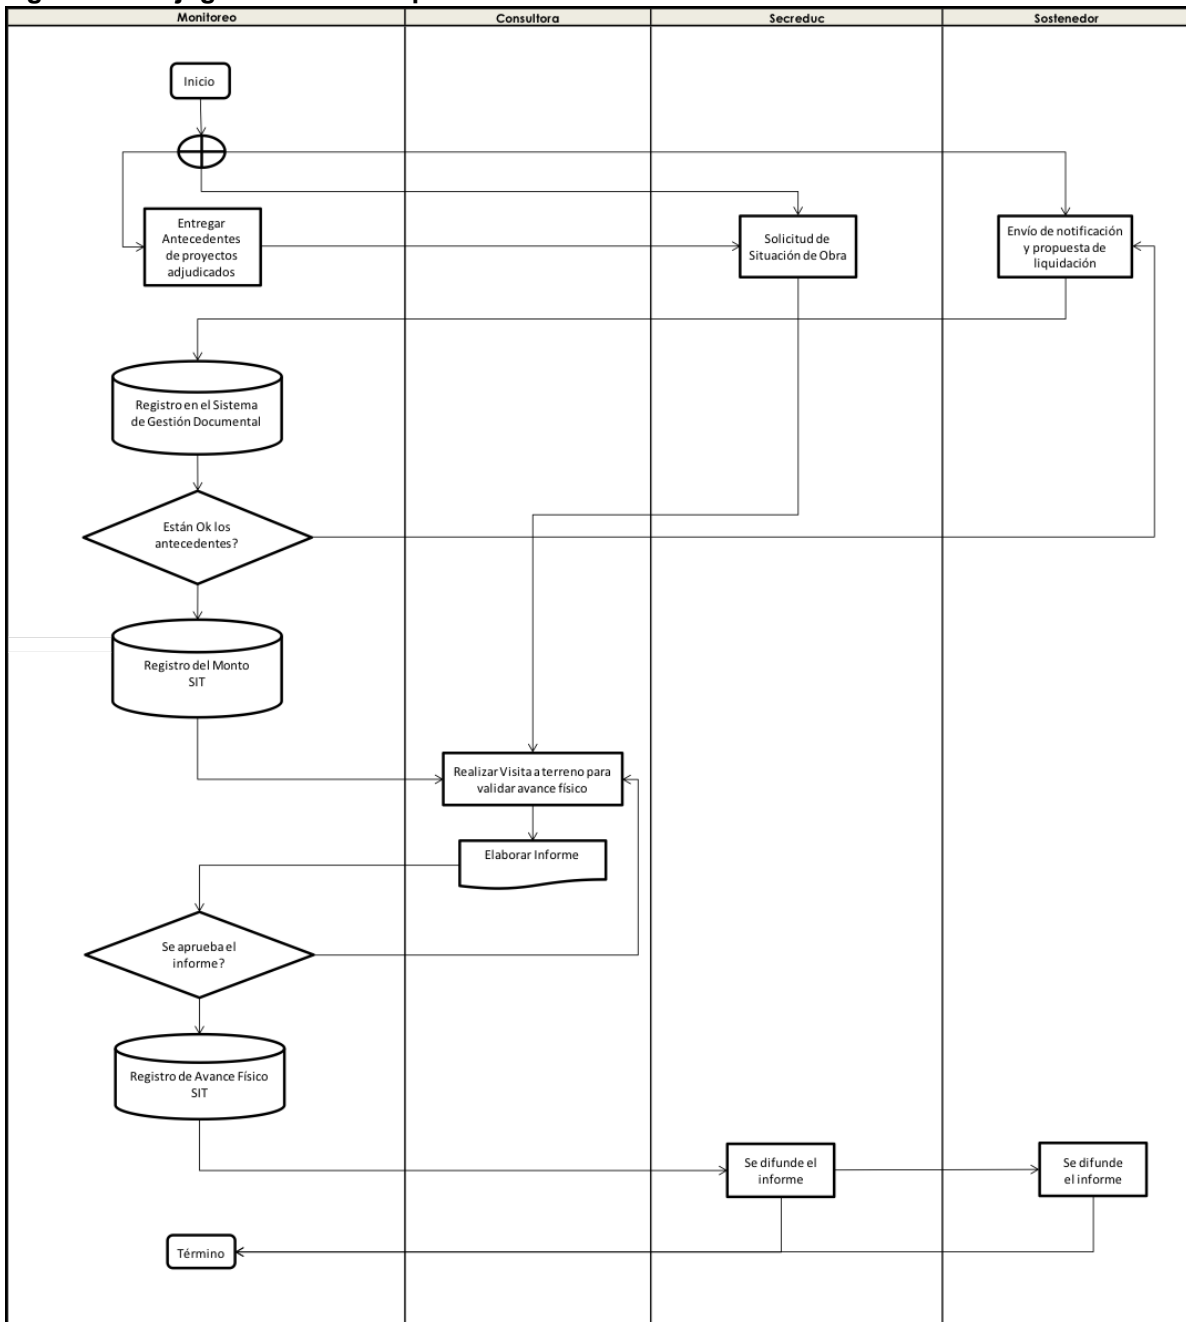 Monitoreo
Consultora
Secreduc
Sostenedor
Inicio
Entregar
Antecedentes
de proyectos
adjudicados
Solicitud de
Situación de Obra
Envío de notificación
y propuesta de
liquidación
Registro en el Sistema
de Gestión Documental
Están Ok los
antecedentes?
Registro del Monto
SIT
Realizar Visita a terreno para
validar avance físico
Elaborar Informe
Se aprueba el
informe?
Registro de Avance Físico
SIT
Se difunde el
informe
Se difunde
el informe
Término